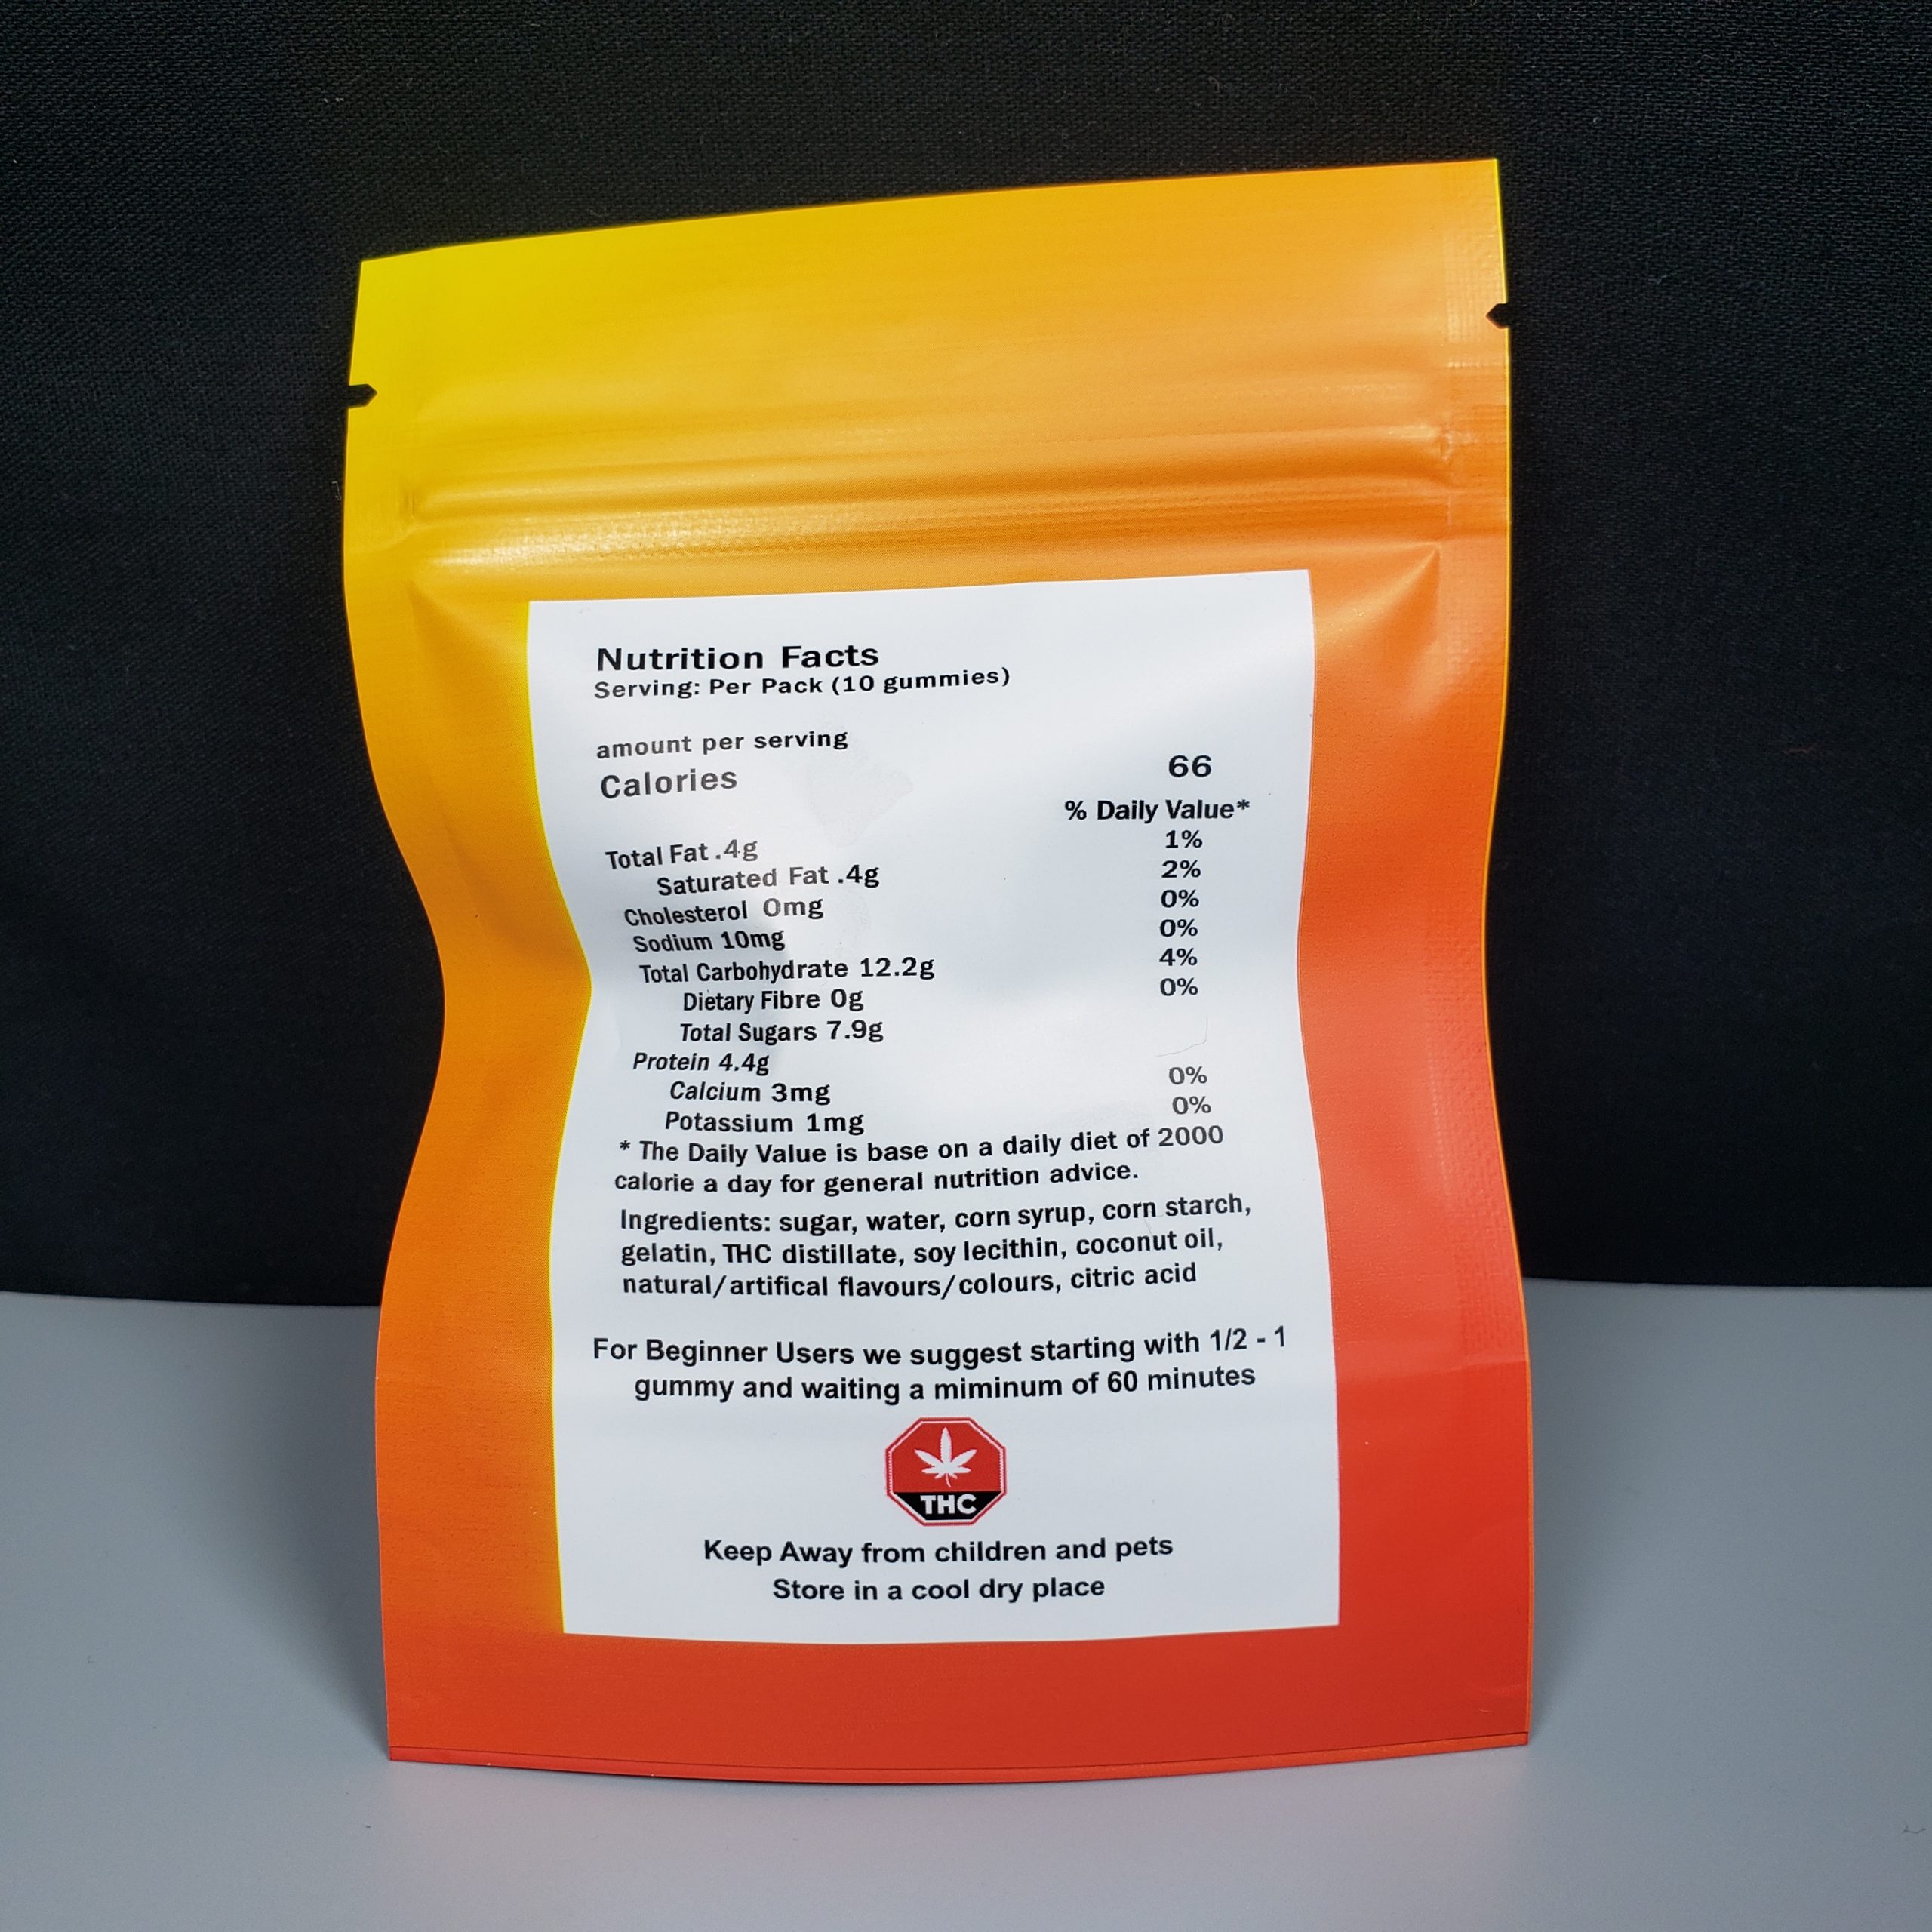 Nutrition Facts
Serving: Per Pack (10 gummies)
amount per serving
Calories 66
% Daily Value*
Total Fat .4g 1%
Saturated Fat .4g 2%
Cholesterol 0mg 0%
Sodium 10mg 0%
Total Carbohydrate 12.2g 4%
Dietary Fibre 0g 0%
Total Sugars 7.9g
Protein 4.4g
Calcium 3mg 0%
Potassium 1mg 0%
* The Daily Value is base on a daily diet of 2000
calorie a day for general nutrition advice.
Ingredients: sugar, water, corn syrup, corn starch,
gelatin, THC distillate, soy lecithin, coconut oil,
natural/artifical flavours/colours, citric acid
For Beginner Users we suggest starting with 1/2 - 1
gummy and waiting a miminum of 60 minutes
THC
Keep Away from children and pets
Store in a cool dry place